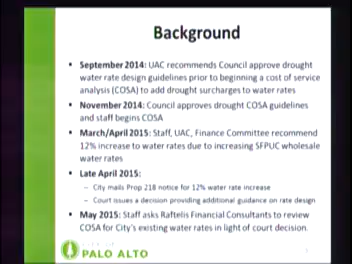 Background
• September 2014: UAC recommends Council approve drought
water rate design guidelines prior to beginning a cost of service
analysis (COSA) to add drought surcharges to water rates
• November 2014: Council approves drought COSA guidelines
and staff begins COSA
• March/April 2015: Staff, UAC, Finance Committee recommend
12% increase to water rates due to increasing SFPUC wholesale
water rates
• Late April 2015:
– City mails Prop 218 notice for 12% water rate increase
– Court issues a decision providing additional guidance on rate design
• May 2015: Staff asks Raftelis Financial Consultants to review
COSA for City's existing water rates in light of court decision.
PALO ALTO